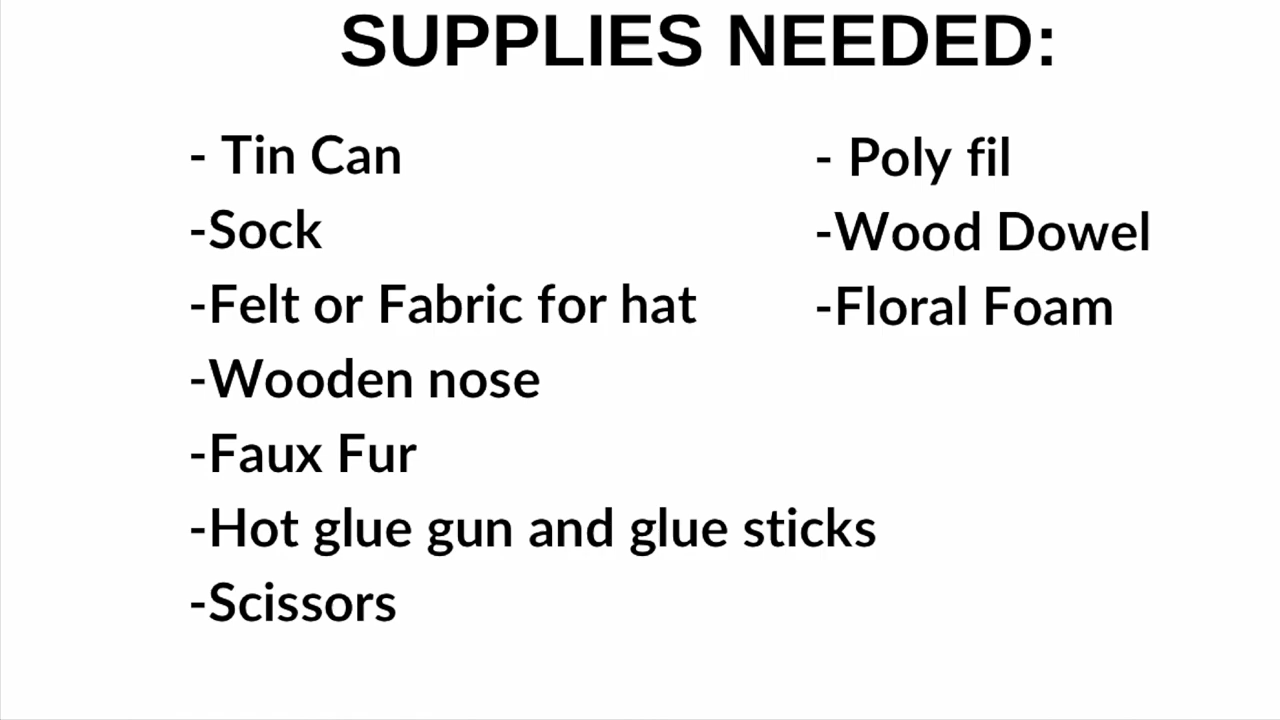 SUPPLIES NEEDED:
- Tin Can
-Sock
-Felt or Fabric for hat
-Wooden nose
-Faux Fur
-Hot glue gun and glue sticks
-Scissors
- Poly fil
-Wood Dowel
-Floral Foam